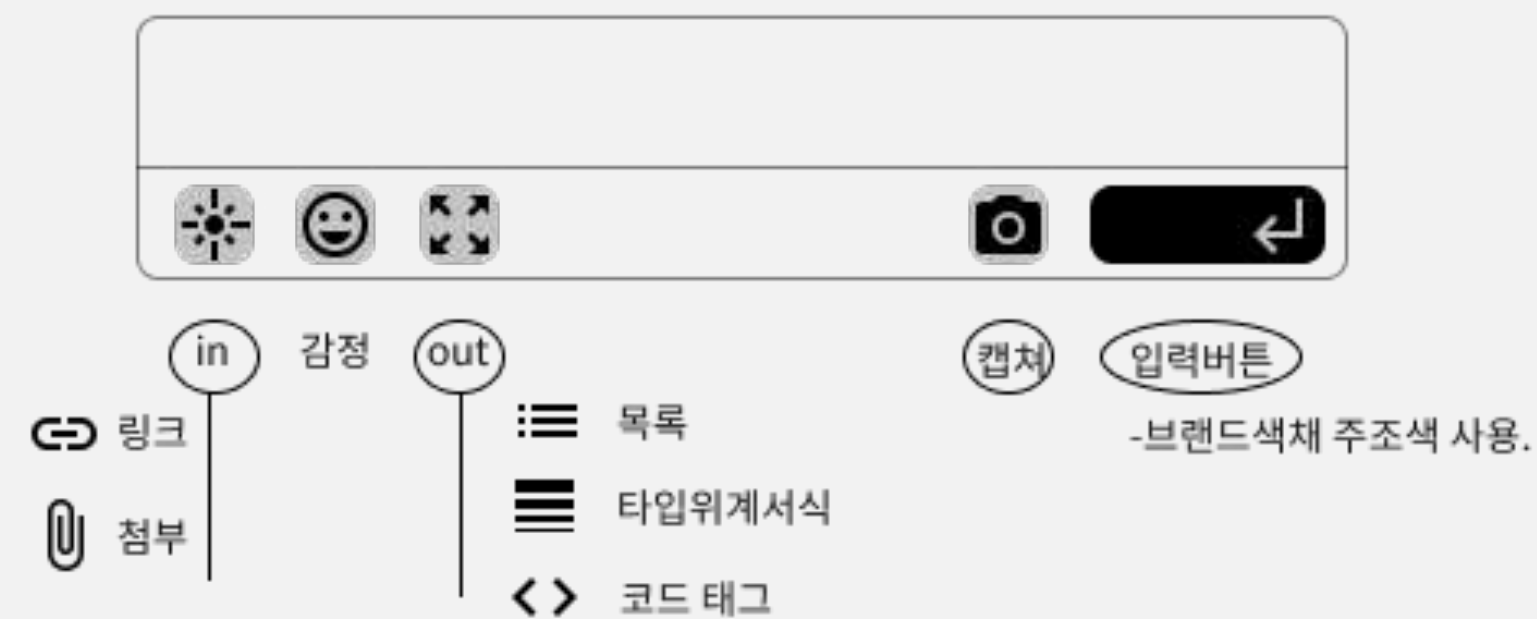 in 감정 out 캡쳐 입력버튼
링크
목록
-브랜드색채 주조색 사용.
타입위계서식
첨부
코드 태그